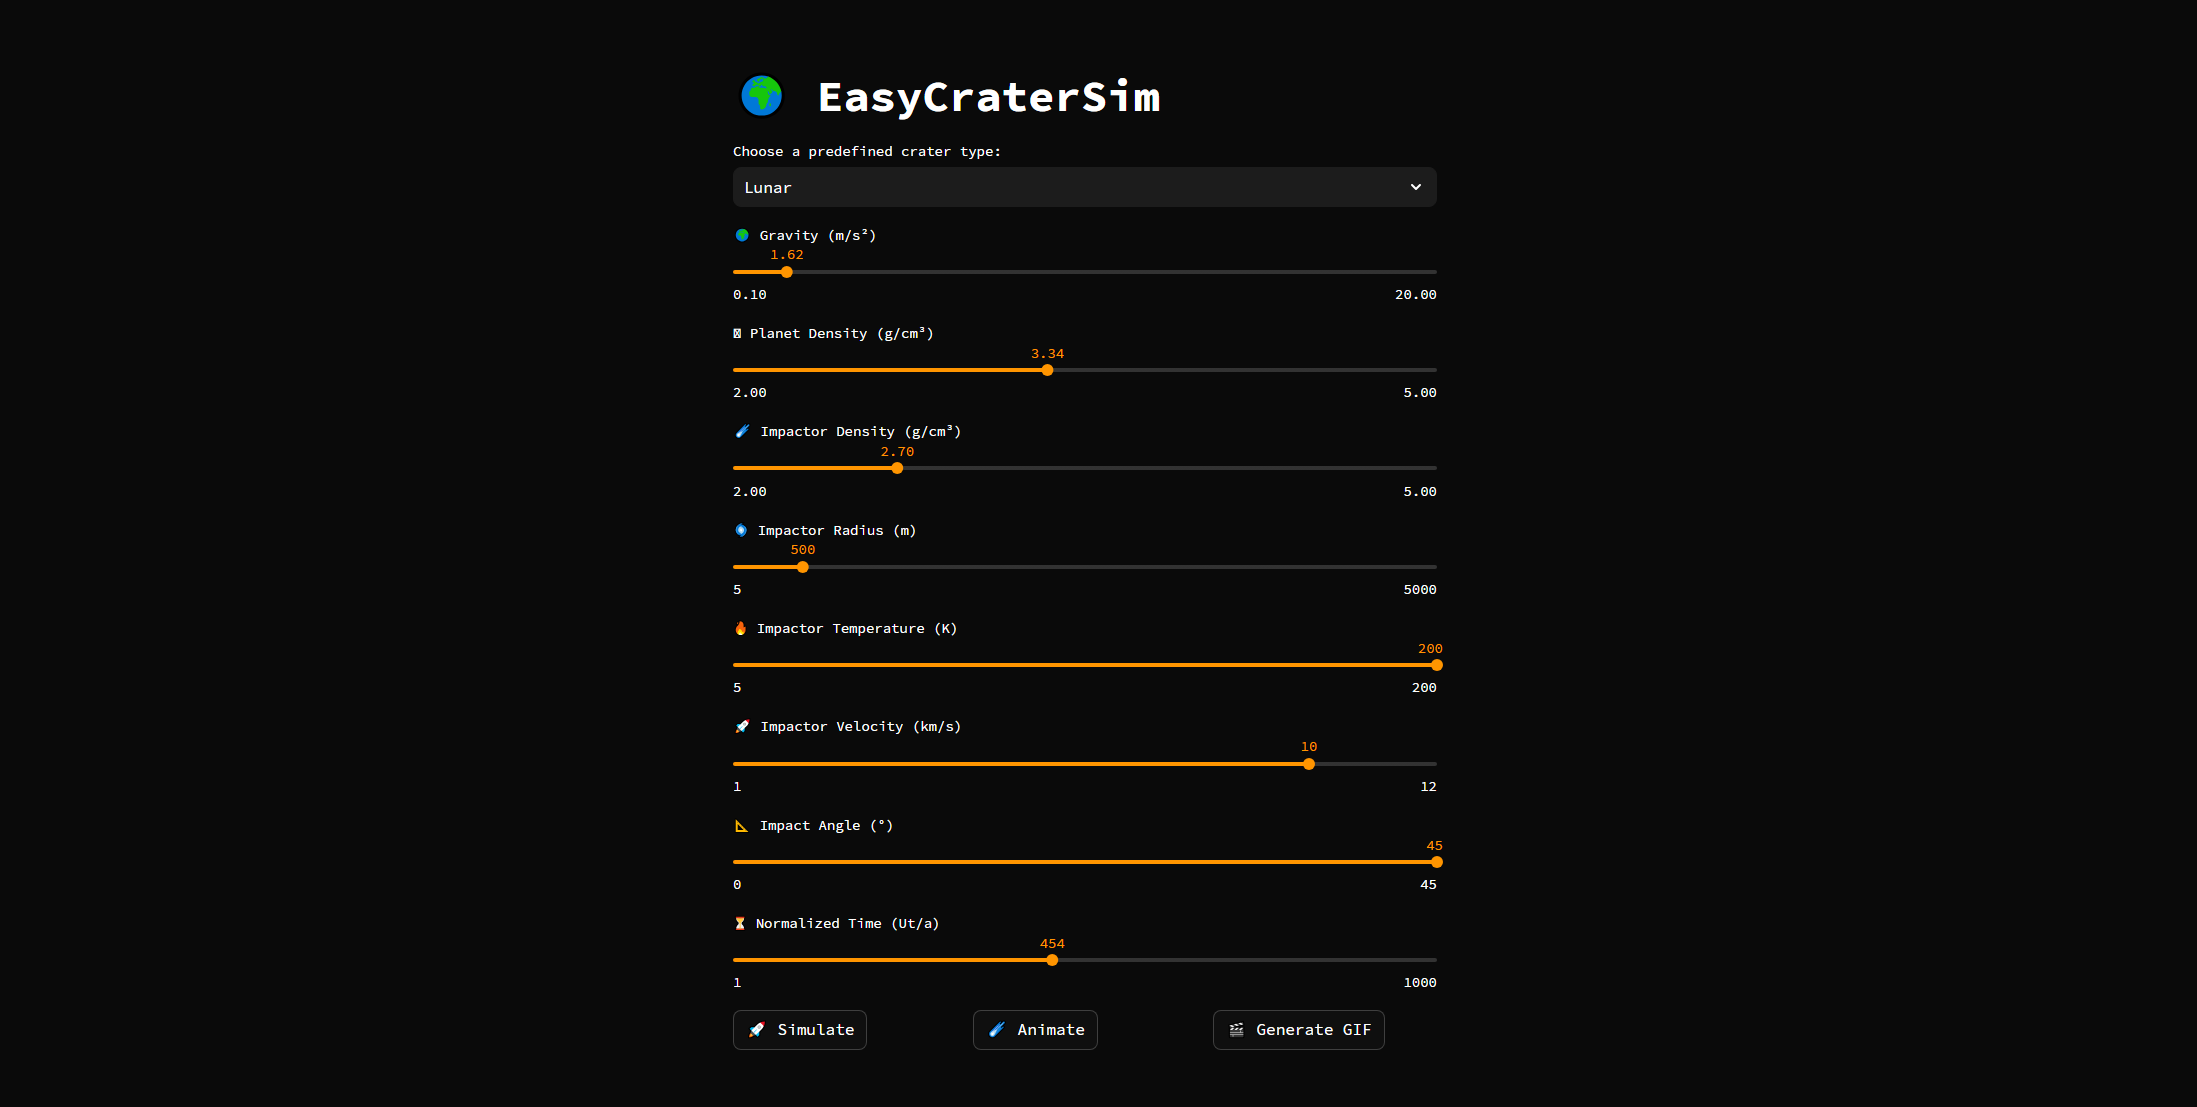 EasyCraterSim
Choose a predefined crater type:
Lunar
Gravity (m/s²)
1.62
0.10 20.00
Planet Density (g/cm³)
3.34
2.00 5.00
Impactor Density (g/cm³)
2.70
2.00 5.00
Impactor Radius (m)
500
5 5000
Impactor Temperature (K)
200
5 200
Impactor Velocity (km/s)
10
1 12
Impact Angle (°)
45
0 45
Normalized Time (Ut/a)
454
1 1000
Simulate Animate Generate GIF